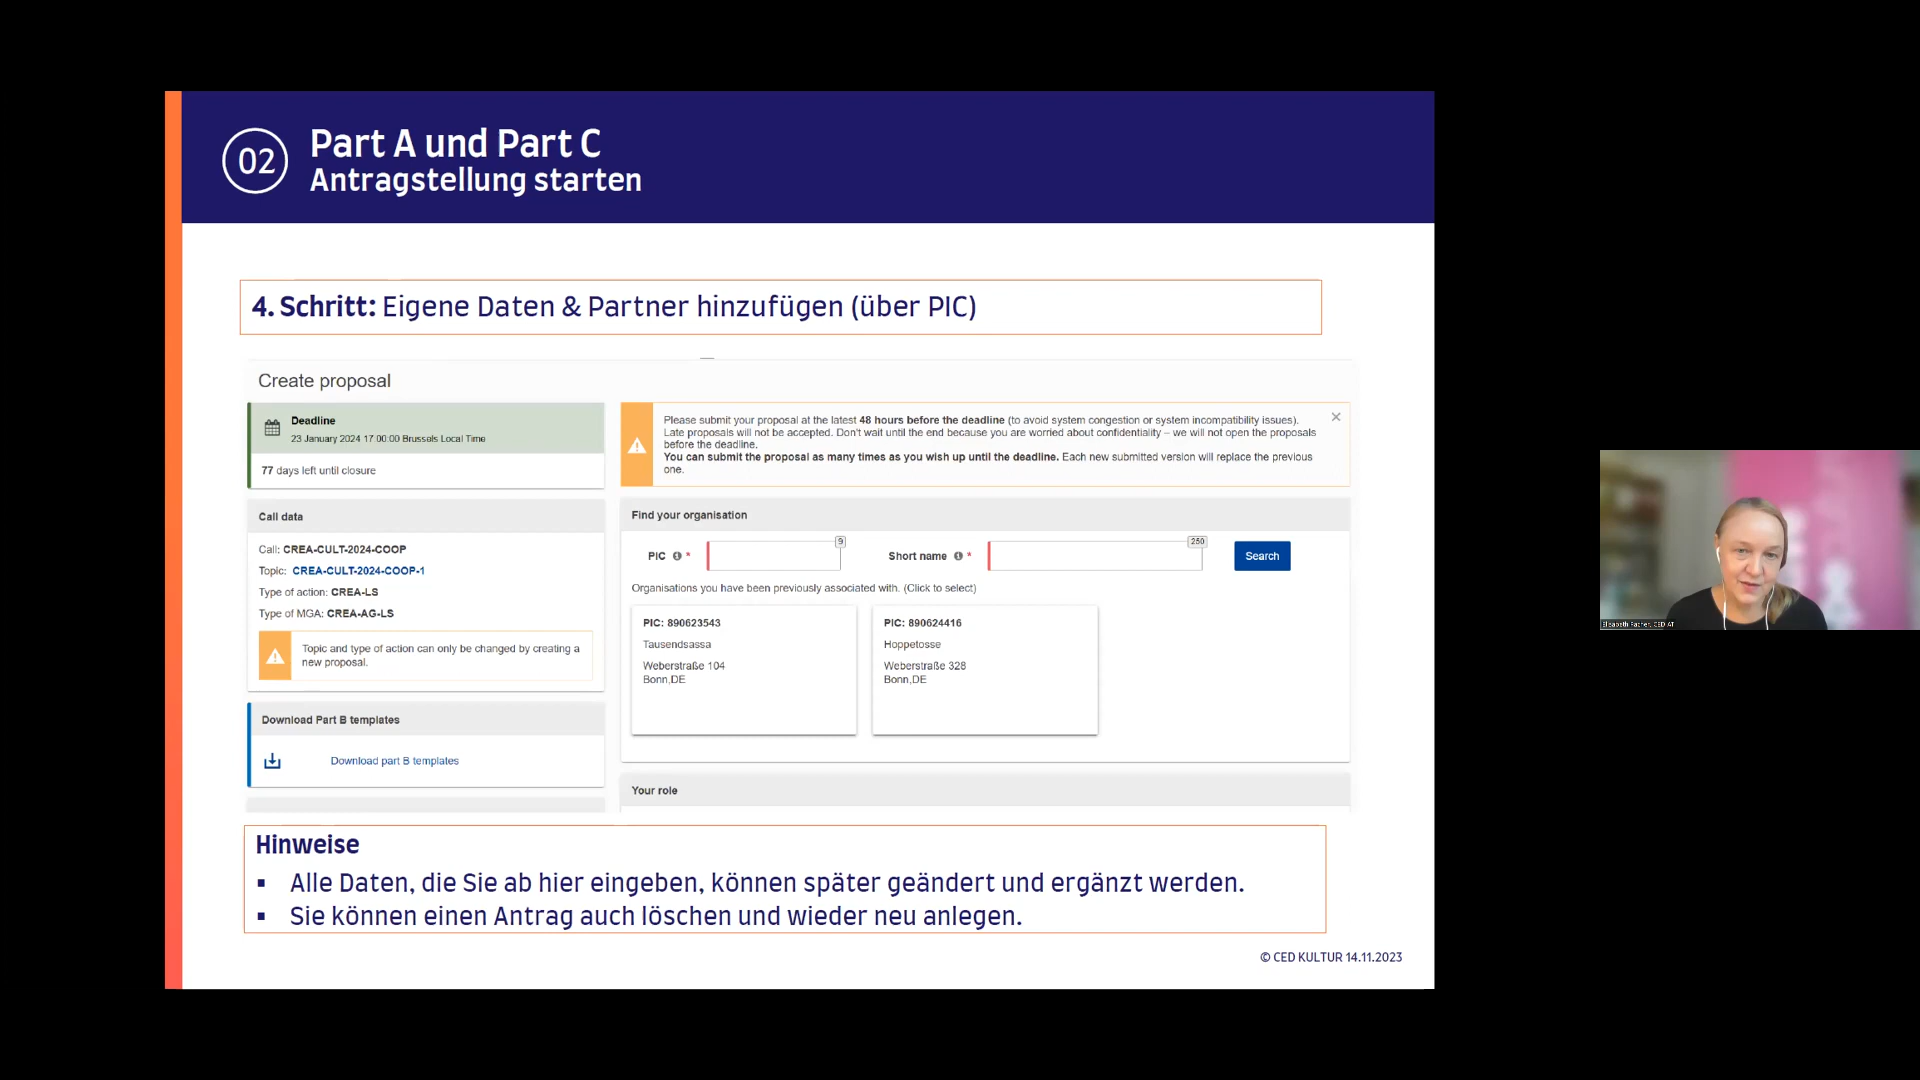 02
Part A und Part C
Antragstellung starten
4. Schritt: Eigene Daten & Partner hinzufügen (über PIC)
Create proposal
Deadline
23 January 2024 17:00:00 Brussels Local Time
77 days left until closure
Call data
Call: CREA-CULT-2024-COOP
Topic: CREA-CULT-2024-COOP-1
Type of action: CREA-LS
Type of MGA: CREA-AG-LS
Topic and type of action can only be changed by creating a
new proposal.
Download Part B templates
Download part B templates
Please submit your proposal at the latest 48 hours before the deadline (to avoid system congestion or system incompatibility issues).
Late proposals will not be accepted. Don't wait until the end because you are worried about confidentiality – we will not open the proposals
before the deadline.
You can submit the proposal as many times as you wish up until the deadline. Each new submitted version will replace the previous
one.
Find your organisation
PIC * 9 Short name * 250 Search
Organisations you have been previously associated with. (Click to select)
PIC: 890623543
Tausendsassa
Weberstraße 104
Bonn,DE
PIC: 890624416
Hoppetosse
Weberstraße 328
Bonn,DE
Your role
Hinweise
▪ Alle Daten, die Sie ab hier eingeben, können später geändert und ergänzt werden.
▪ Sie können einen Antrag auch löschen und wieder neu anlegen.
© CED KULTUR 14.11.2023
Elisabeth Pacher, CED AT